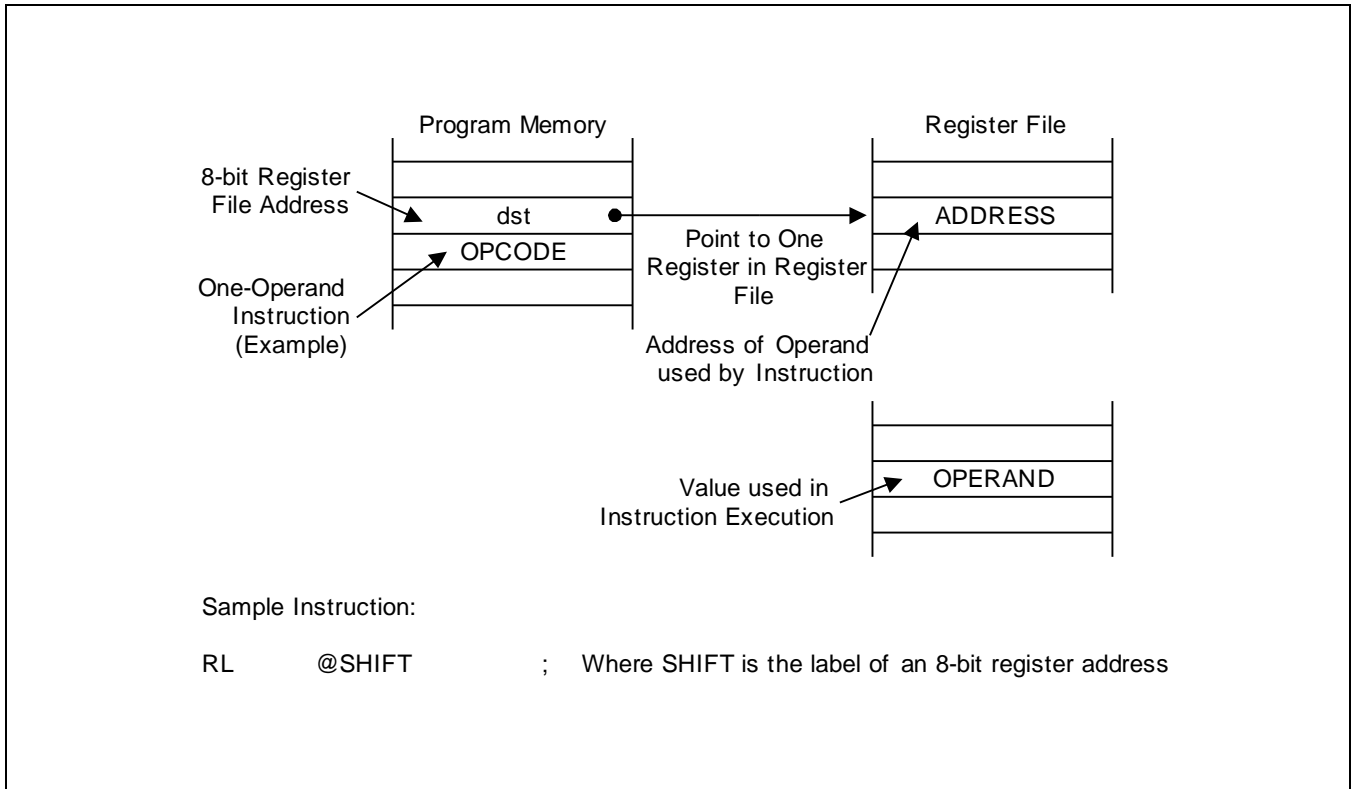 Program Memory
Register File
8-bit Register
File Address
dst
ADDRESS
OPCODE
Point to One
Register in Register
File
One-Operand
Instruction
(Example)
Address of Operand
used by Instruction
OPERAND
Value used in
Instruction Execution
Sample Instruction:
RL @SHIFT ; Where SHIFT is the label of an 8-bit register address